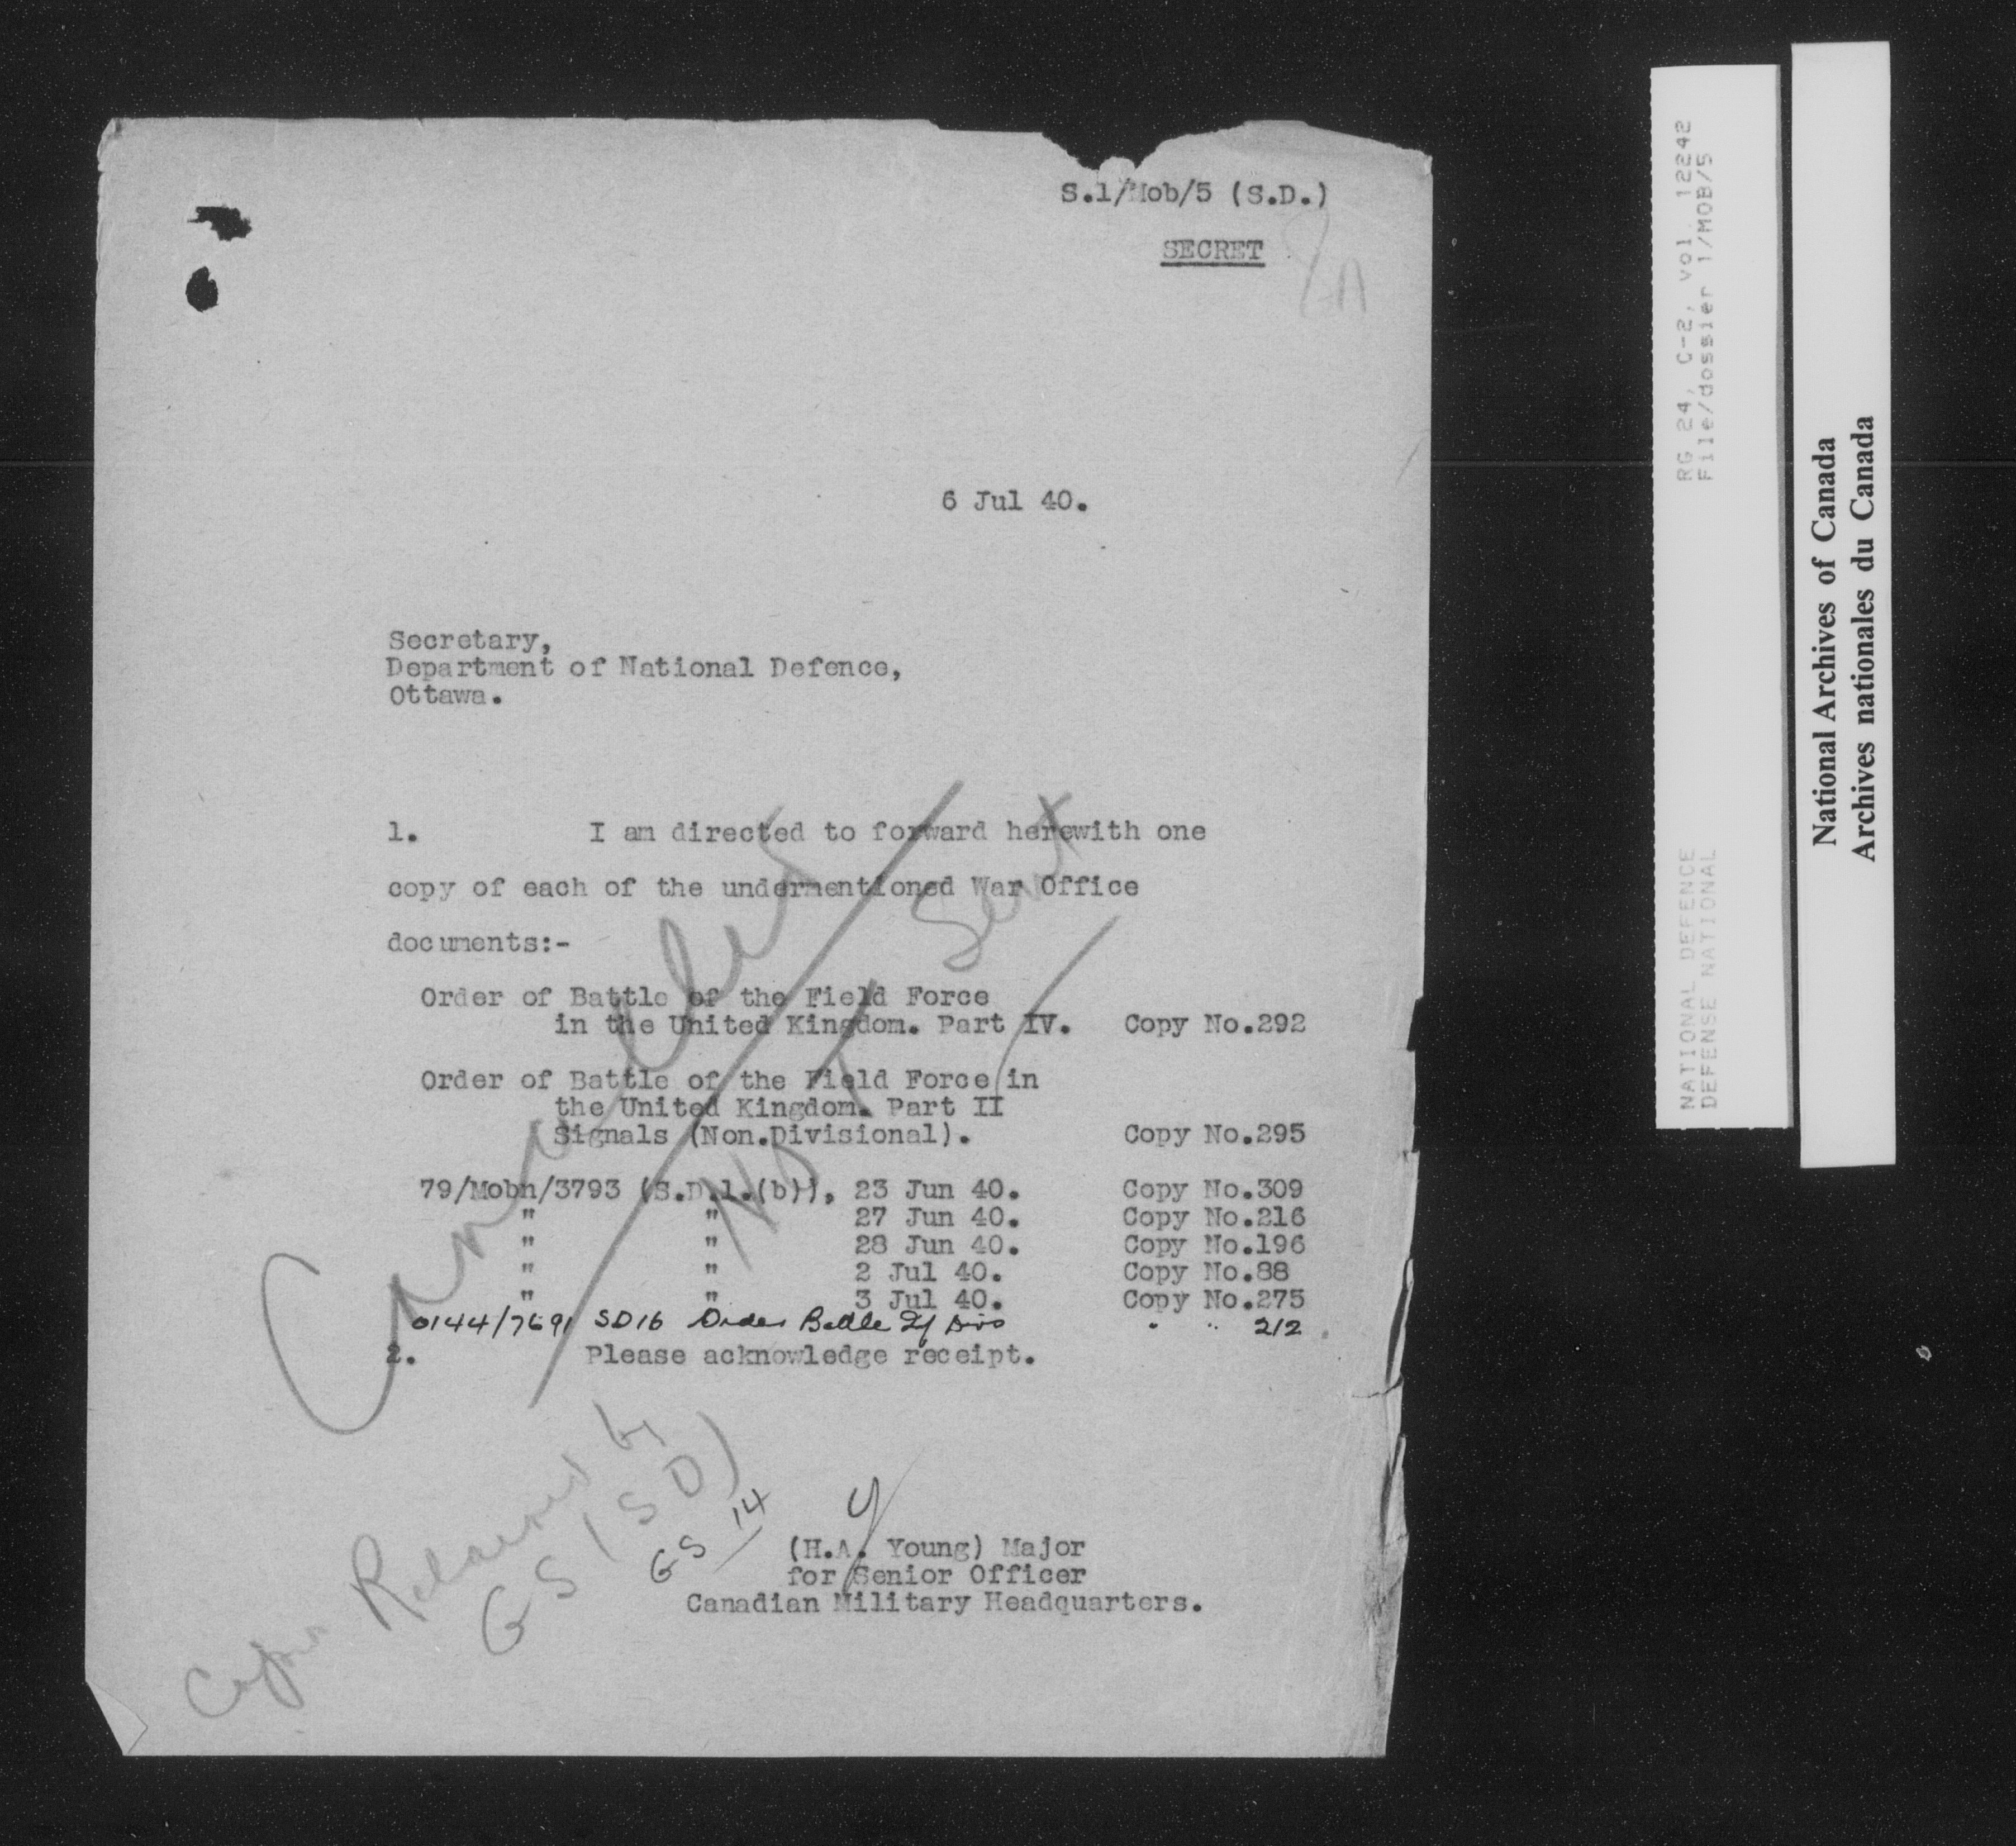 S.1/Mob/5 (S.D.)
SECRET
6 Jul 40.
Secretary,
Department of National Defence,
Ottawa.
1. I am directed to forward herewith one
copy of each of the undermentioned War Office
documents:-
Order of Battle of the Field Force
in the United Kingdom. Part IV. Copy No.292
Order of Battle of the Field Force in
the United Kingdom. Part II
Signals (Non.Divisional). Copy No.295
79/Mobn/3793 (S.D.1.(b)), 23 Jun 40. Copy No.309
" " 27 Jun 40. Copy No.216
" " 28 Jun 40. Copy No.196
" " 2 Jul 40. Copy No.88
" " 3 Jul 40. Copy No.275
0144/7691 SD16 Order Battle Divs " " 212
2. Please acknowledge receipt.
Cancelled
Not Sent
Copies Retained by
GS (SD)
GS 14
(H.A. Young) Major
for Senior Officer
Canadian Military Headquarters.
RG 24, C-2, vol. 12242
File/dossier 1/MOB/5
NATIONAL DEFENCE
DEFENSE NATIONAL
National Archives of Canada
Archives nationales du Canada